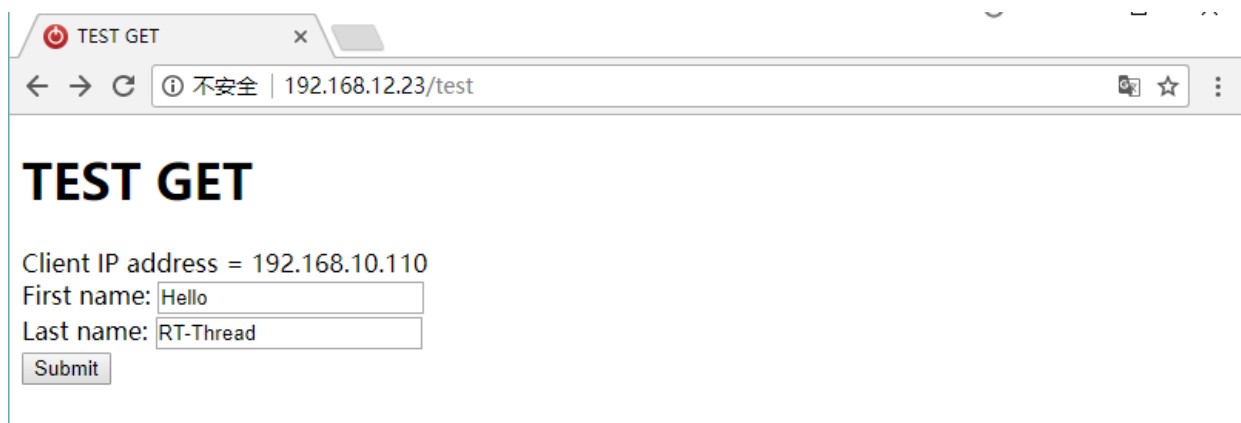 TEST GET
不安全 | 192.168.12.23/test
TEST GET
Client IP address = 192.168.10.110
First name: Hello
Last name: RT-Thread
Submit